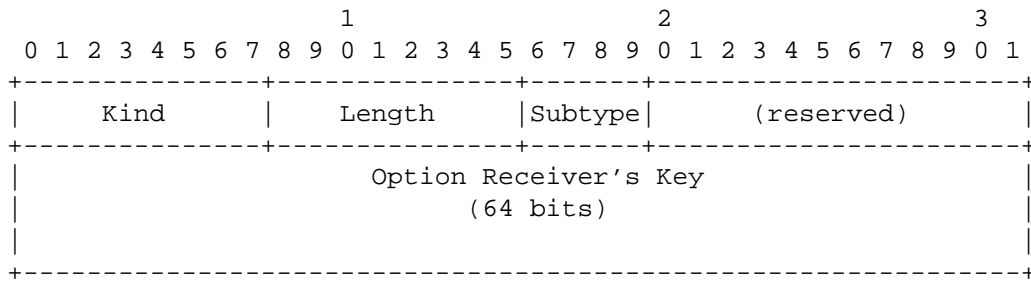 1                   2                   3
 0 1 2 3 4 5 6 7 8 9 0 1 2 3 4 5 6 7 8 9 0 1 2 3 4 5 6 7 8 9 0 1
+---------------+---------------+-------+-----------------------+
|     Kind      |    Length     |Subtype|      (reserved)       |
+---------------+---------------+-------+-----------------------+
|                      Option Receiver's Key                    |
|                            (64 bits)                          |
|                                                               |
+---------------------------------------------------------------+